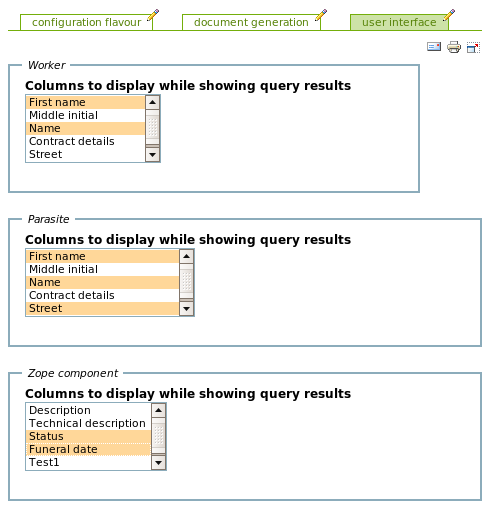 configuration flavour document generation user interface
Worker
Columns to display while showing query results
First name
Middle initial
Name
Contract details
Street
Parasite
Columns to display while showing query results
First name
Middle initial
Name
Contract details
Street
Zope component
Columns to display while showing query results
Description
Technical description
Status
Funeral date
Test1